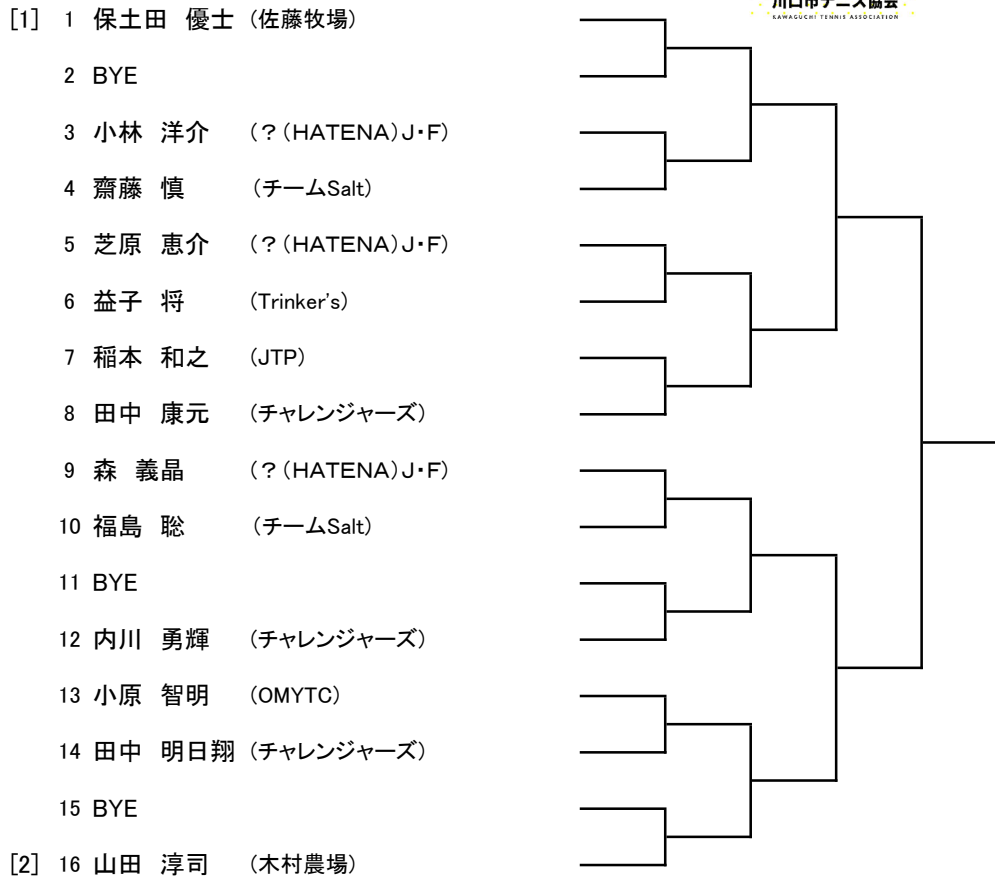 川口市テニス協会
KAWAGUCHI TENNIS ASSOCIATION
[1] 1 保土田 優士 (佐藤牧場)
2 BYE
3 小林 洋介 (？(HATENA)J・F)
4 齋藤 慎 (チームSalt)
5 芝原 恵介 (？(HATENA)J・F)
6 益子 将 (Trinker's)
7 稲本 和之 (JTP)
8 田中 康元 (チャレンジャーズ)
9 森 義晶 (？(HATENA)J・F)
10 福島 聡 (チームSalt)
11 BYE
12 内川 勇輝 (チャレンジャーズ)
13 小原 智明 (OMYTC)
14 田中 明日翔 (チャレンジャーズ)
15 BYE
[2] 16 山田 淳司 (木村農場)